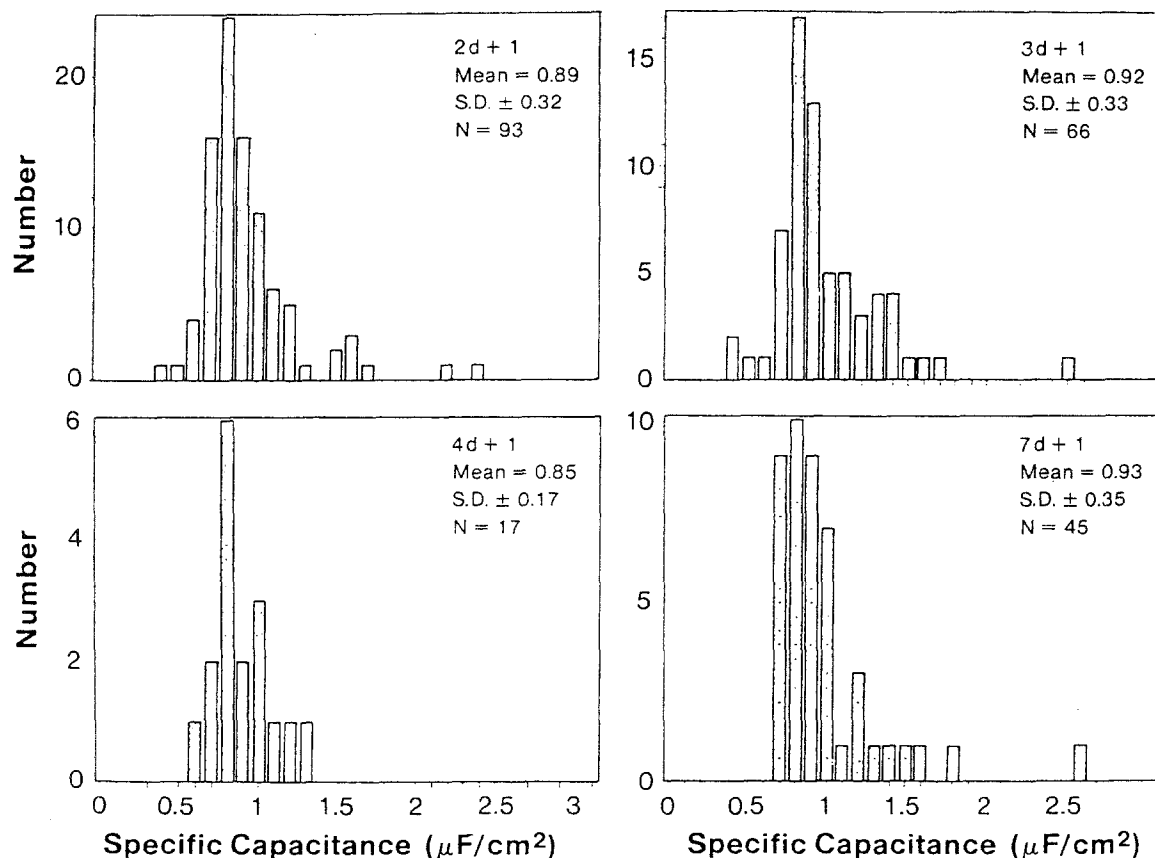 Number
20
10
0
2d + 1
Mean = 0.89
S.D. ± 0.32
N = 93
15
10
5
0
3d + 1
Mean = 0.92
S.D. ± 0.33
N = 66
Number
6
4
2
0
4d + 1
Mean = 0.85
S.D. ± 0.17
N = 17
0 0.5 1 1.5 2 2.5 3
Specific Capacitance (μF/cm²)
10
5
0
7d + 1
Mean = 0.93
S.D. ± 0.35
N = 45
0 0.5 1 1.5 2 2.5
Specific Capacitance (μF/cm²)